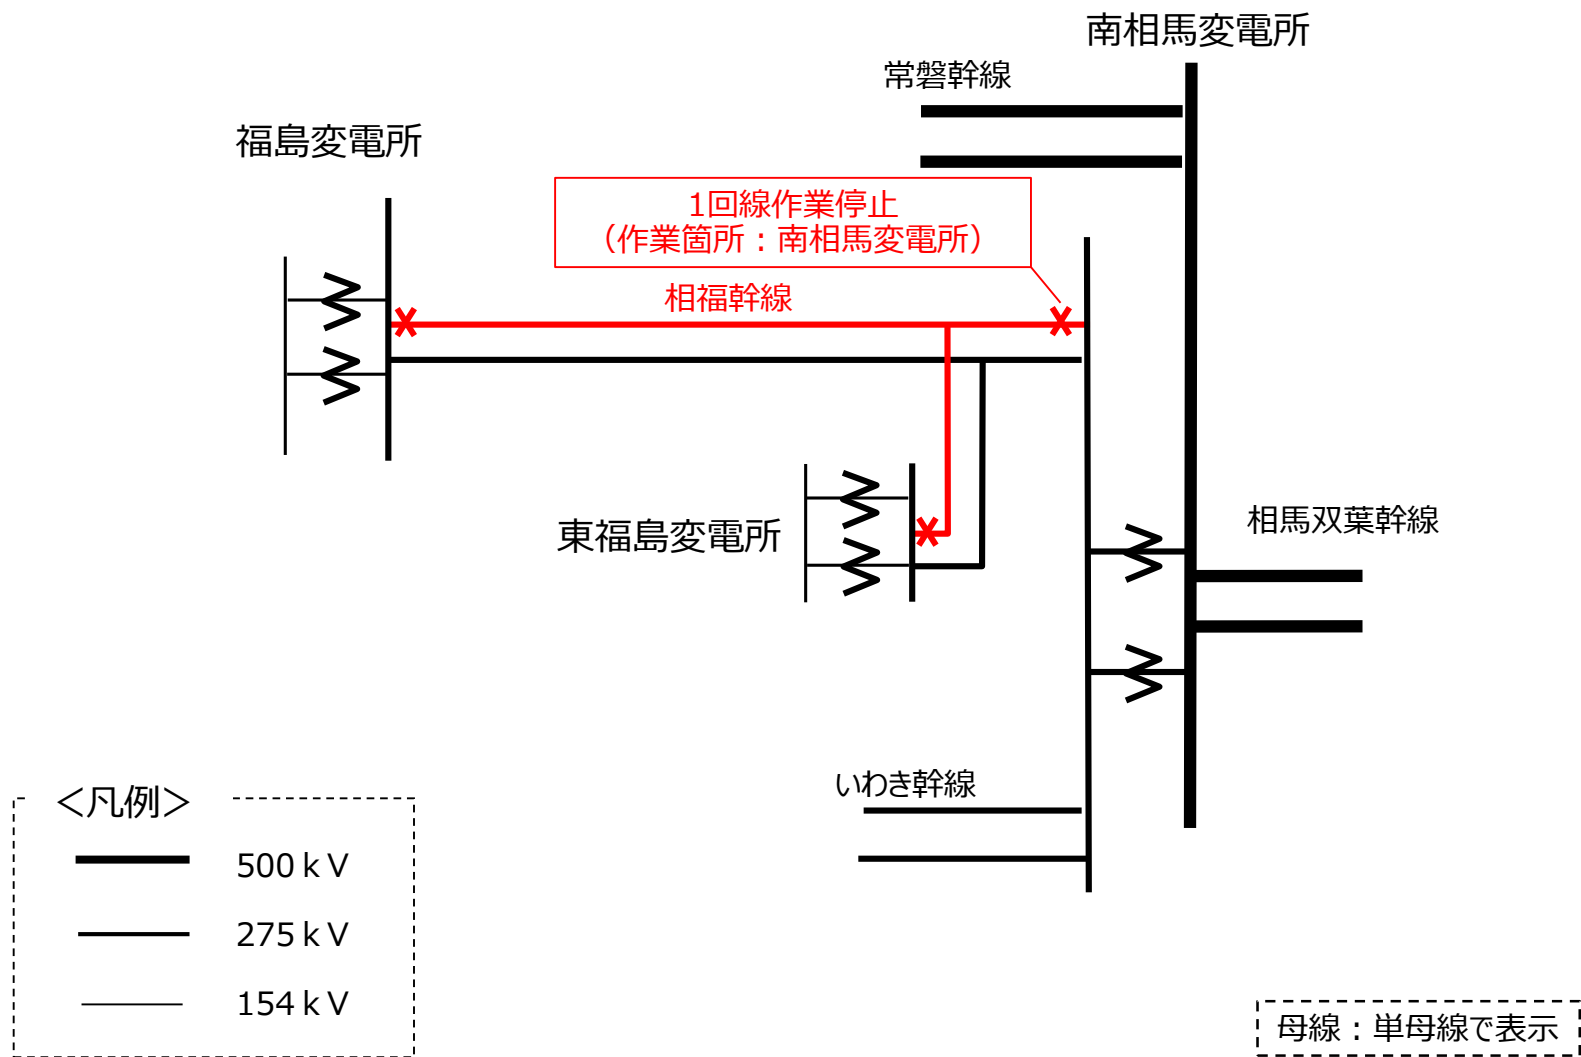 南相馬変電所
常磐幹線
福島変電所
1回線作業停止
（作業箇所：南相馬変電所）
相福幹線
東福島変電所
相馬双葉幹線
いわき幹線
＜凡例＞
500ｋＶ
275ｋＶ
154ｋＶ
母線：単母線で表示